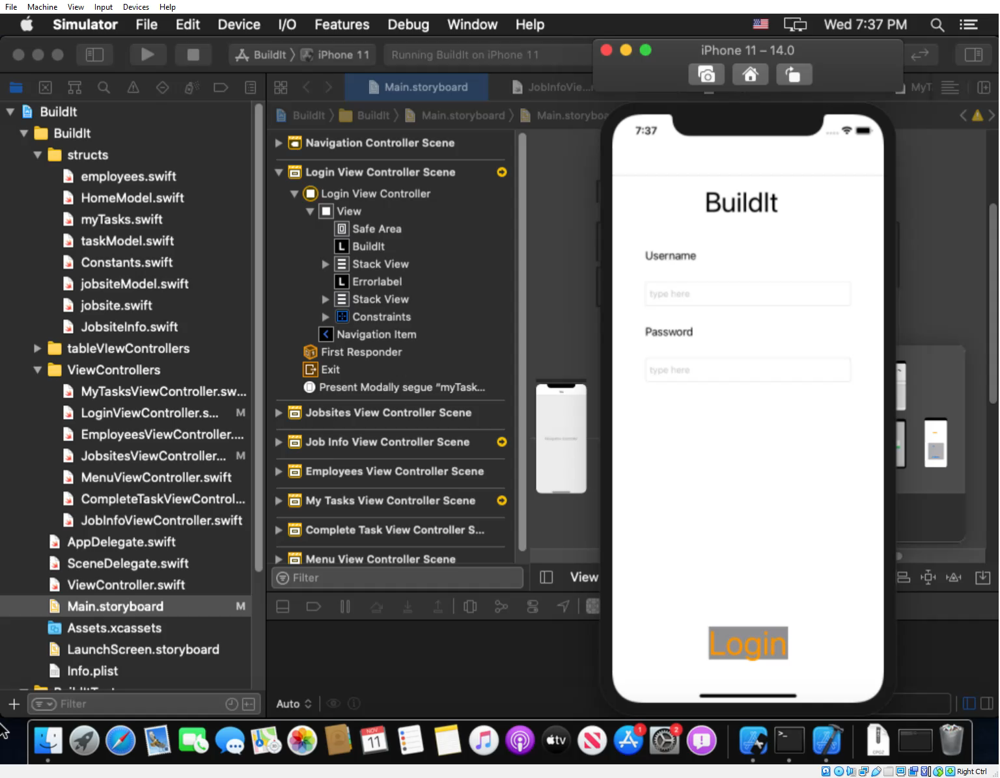 File Machine View Input Devices Help
Simulator File Edit Device I/O Features Debug Window Help Wed 7:37 PM
BuildIt iPhone 11 Running BuildIt on iPhone 11
iPhone 11 – 14.0
Main.storyboard JobInfoVie... MyT
BuildIt BuildIt Main.storyboard Main.storyboa
BuildIt
BuildIt
structs
employees.swift
HomeModel.swift
myTasks.swift
taskModel.swift
Constants.swift
jobsiteModel.swift
jobsite.swift
JobsiteInfo.swift
tableVIewControllers
ViewControllers
MyTasksViewController.sw...
LoginViewController.s... M
EmployeesViewController....
JobsitesViewController... M
MenuViewController.swift
CompleteTaskViewControl...
JobInfoViewController.swift
AppDelegate.swift
SceneDelegate.swift
ViewController.swift
Main.storyboard M
Assets.xcassets
LaunchScreen.storyboard
Info.plist
Filter
Navigation Controller Scene
Login View Controller Scene
Login View Controller
View
Safe Area
L BuildIt
Stack View
L Errorlabel
Stack View
Constraints
Navigation Item
First Responder
Exit
Present Modally segue "myTask...
Jobsites View Controller Scene
Job Info View Controller Scene
Employees View Controller Scene
My Tasks View Controller Scene
Complete Task View Controller S...
Menu View Controller Scene
Filter
View
Auto
7:37
BuildIt
Username
type here
Password
type here
Login
NOV
11
tv
1
2
CPGZ
Right Ctrl